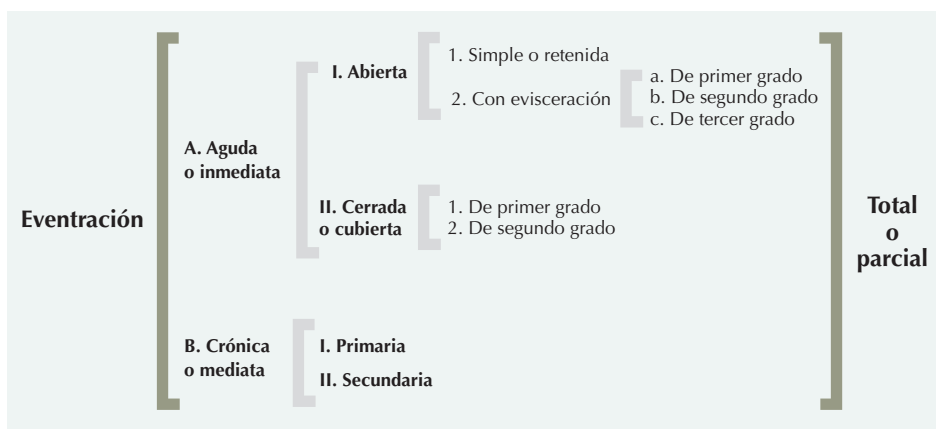 Eventración
A. Aguda
o inmediata
I. Abierta
1. Simple o retenida
2. Con evisceración
a. De primer grado
b. De segundo grado
c. De tercer grado
II. Cerrada
o cubierta
1. De primer grado
2. De segundo grado
B. Crónica
o mediata
I. Primaria
II. Secundaria
Total
o
parcial